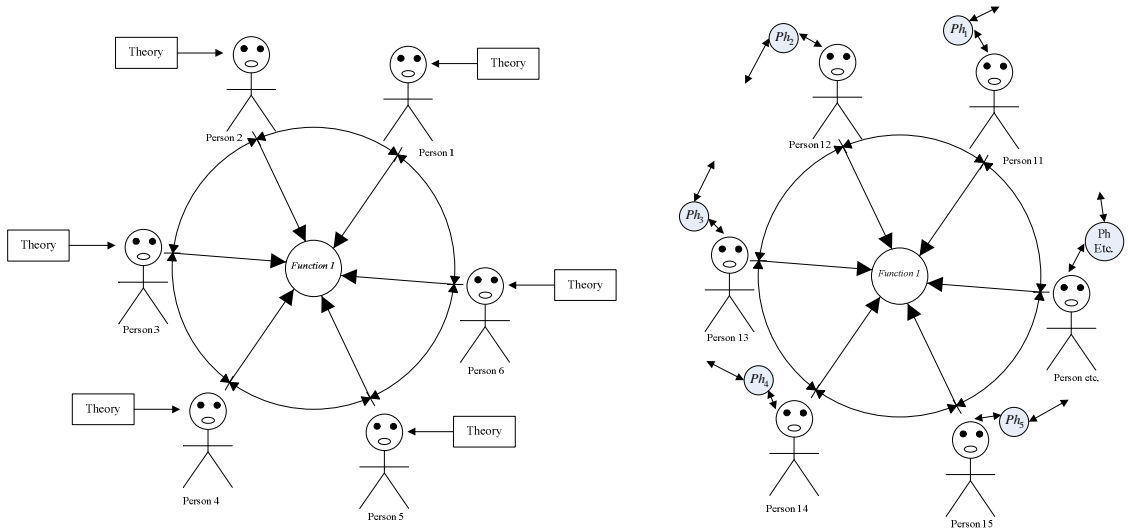 Theory
Theory
Person 2
Person 1
Theory
Function 1
Person 3
Theory
Person 6
Theory
Person 4
Theory
Person 5
Ph1
Ph2
Person 12
Person 11
Ph3
Ph
Etc.
Function 1
Person 13
Person etc.
Ph4
Ph5
Person 14
Person 15